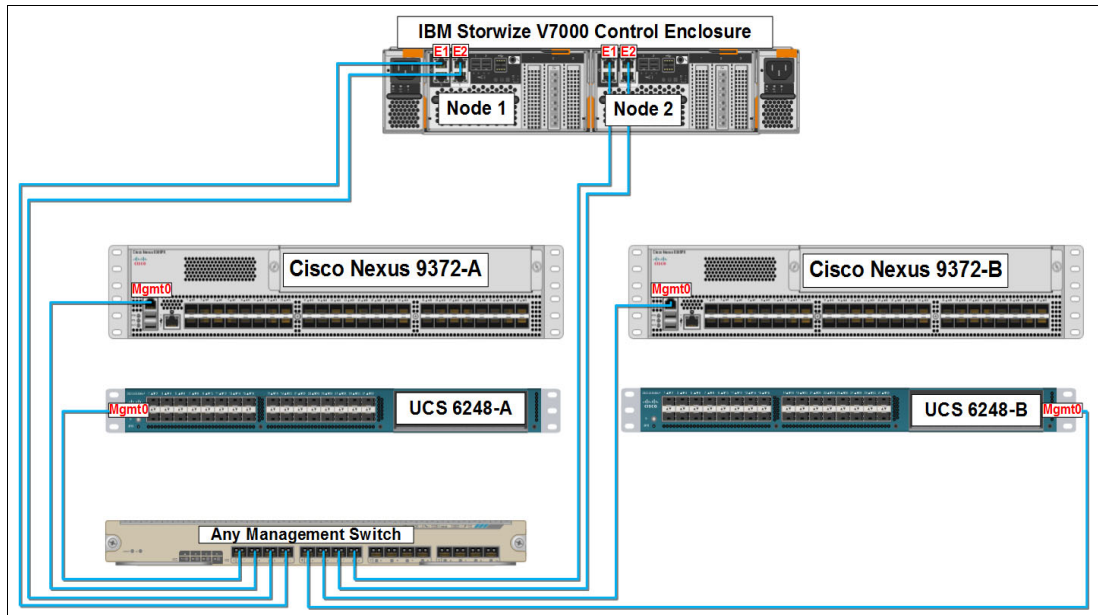 IBM Storwize V7000 Control Enclosure
E1 E2
E1 E2
Node 1
Node 2
Cisco Nexus 9372-A
Mgmt0
Cisco Nexus 9372-B
Mgmt0
Mgmt0
UCS 6248-A
UCS 6248-B
Mgmt0
Any Management Switch